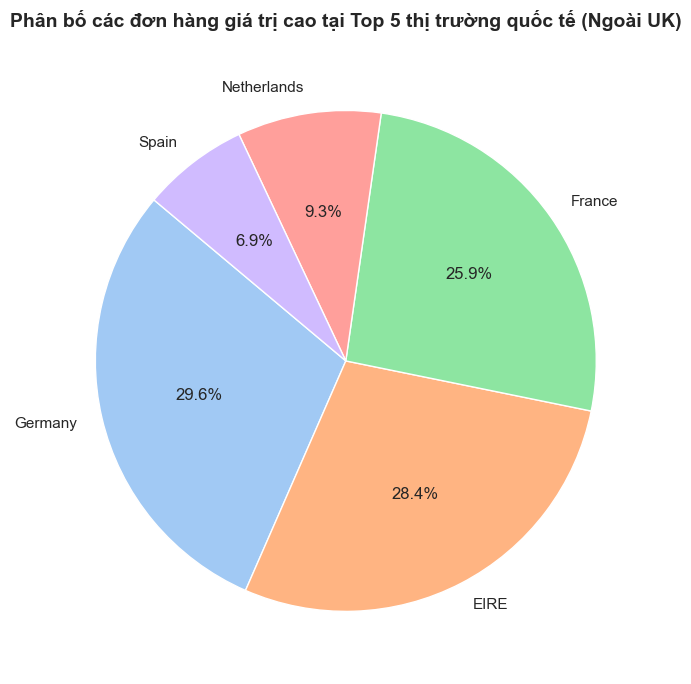 Phân bố các đơn hàng giá trị cao tại Top 5 thị trường quốc tế (Ngoài UK)
Netherlands
Spain
France
9.3%
6.9%
25.9%
29.6%
Germany
28.4%
EIRE